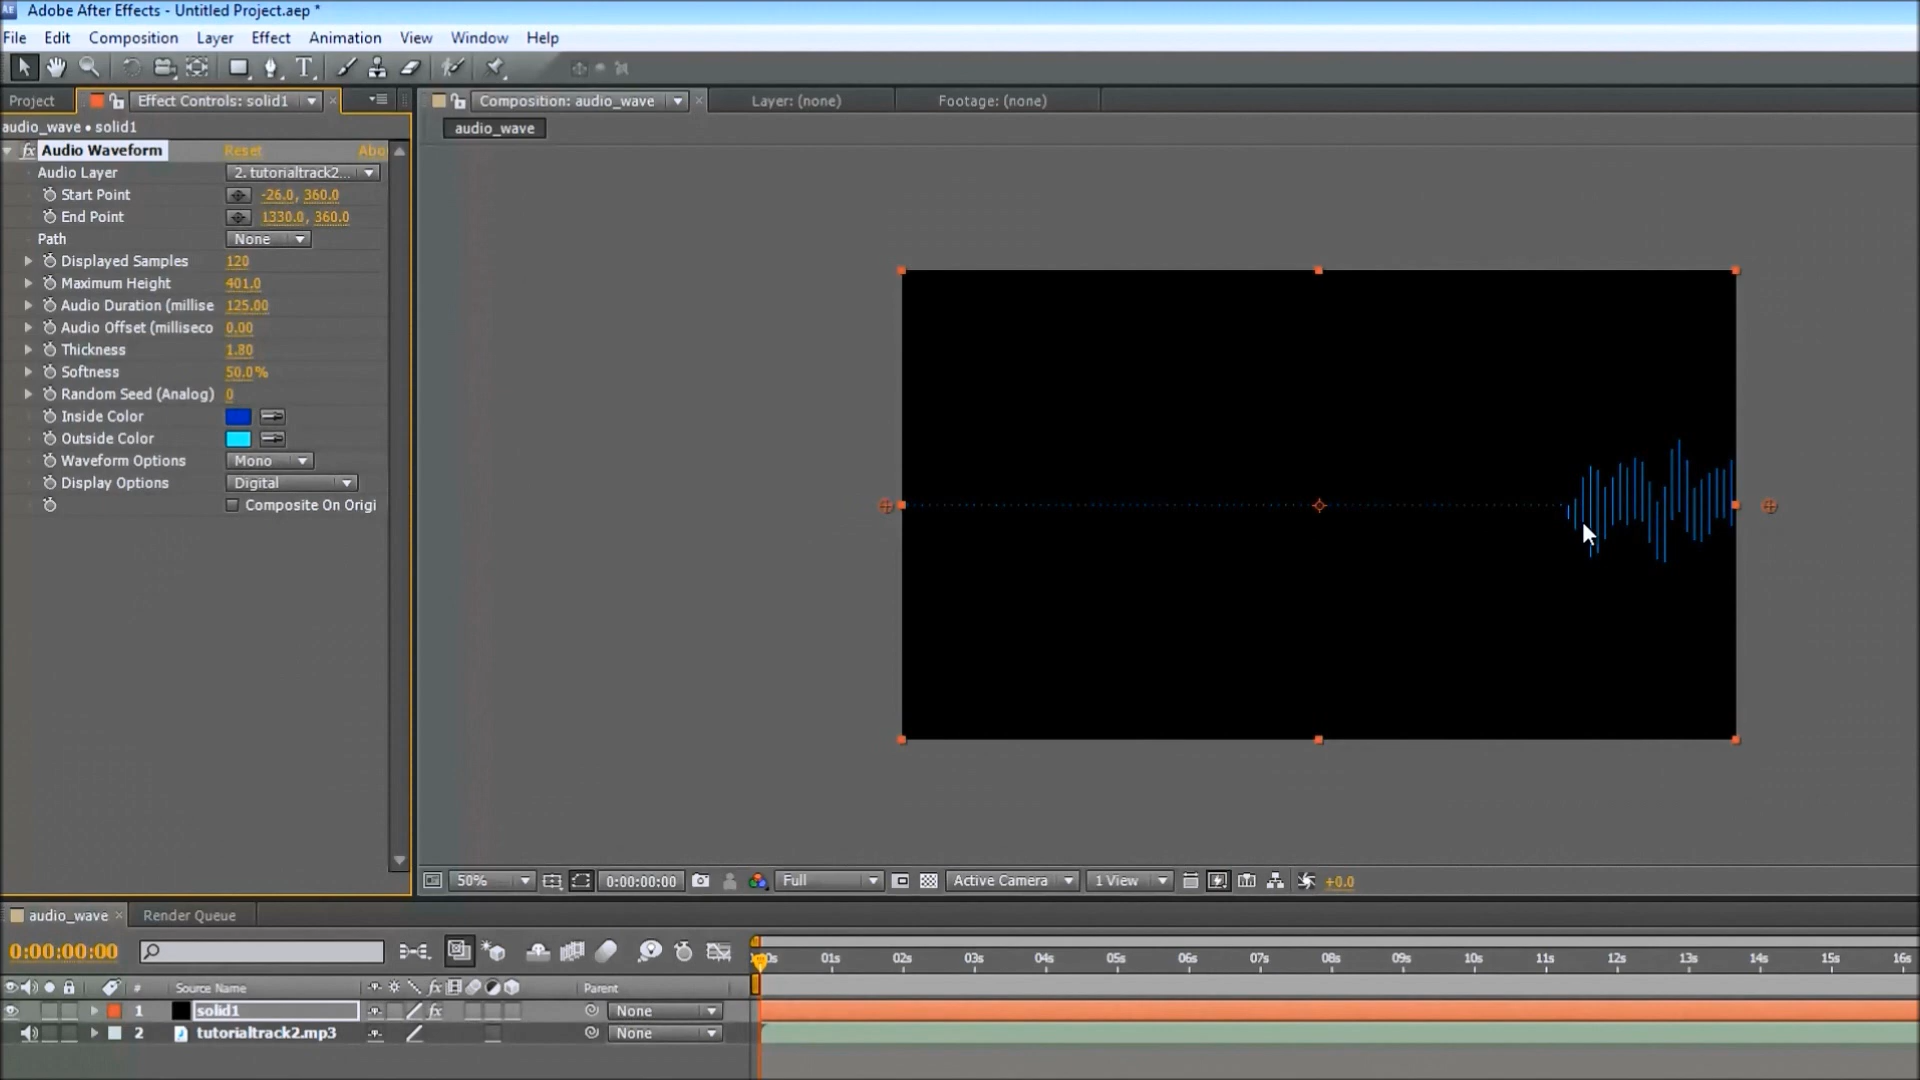 Adobe After Effects - Untitled Project.aep *
File Edit Composition Layer Effect Animation View Window Help
Project Effect Controls: solid1 Composition: audio_wave Layer: (none) Footage: (none)
audio_wave • solid1
audio_wave
fx Audio Waveform Reset Abo
Audio Layer 2. tutorialtrack2...
Start Point -26.0, 360.0
End Point 1330.0, 360.0
Path None
Displayed Samples 120
Maximum Height 401.0
Audio Duration (millise 125.00
Audio Offset (milliseco 0.00
Thickness 1.80
Softness 50.0%
Random Seed (Analog) 0
Inside Color
Outside Color
Waveform Options Mono
Display Options Digital
Composite On Origi
50% 0:00:00:00 Full Active Camera 1 View +0.0
audio_wave Render Queue
0:00:00:00
01s 02s 03s 04s 05s 06s 07s 08s 09s 10s 11s 12s 13s 14s 15s 16s
# Source Name fx Parent
1 solid1 fx None
2 tutorialtrack2.mp3 None